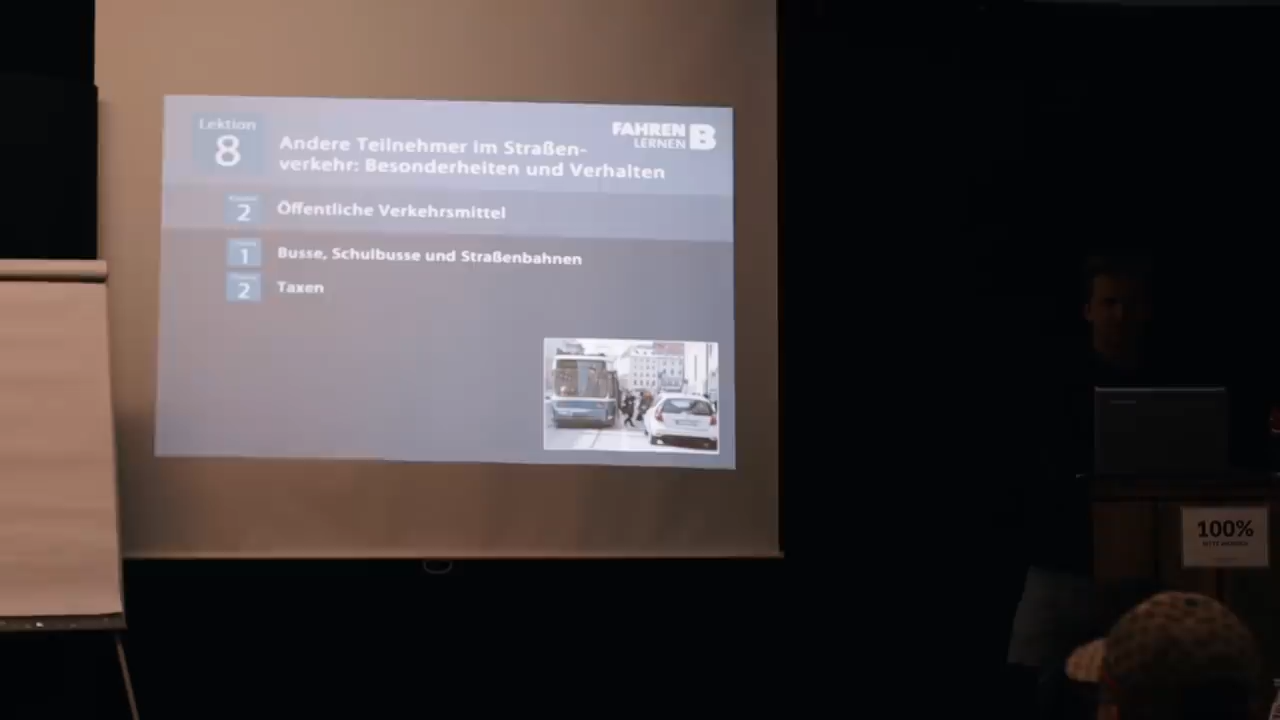 Lektion
8
Andere Teilnehmer im Straßen-
verkehr: Besonderheiten und Verhalten
FAHREN
LERNEN B
2
Öffentliche Verkehrsmittel
1
Busse, Schulbusse und Straßenbahnen
2
Taxen
100%